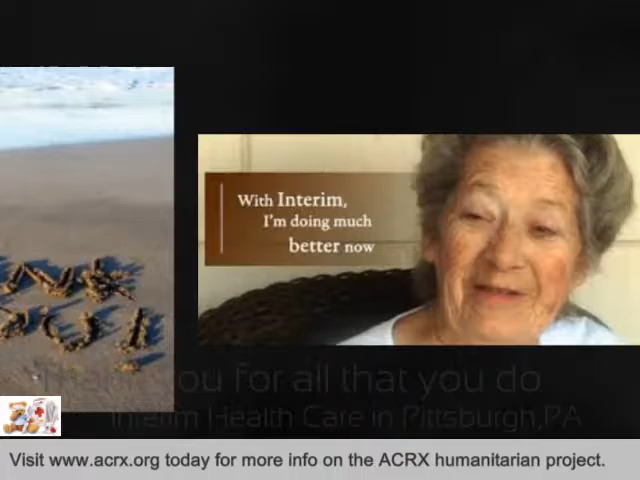 With Interim,
I'm doing much
better now
Thank you for all that you do
Interim Health Care in Pittsburgh,PA
Visit www.acrx.org today for more info on the ACRX humanitarian project.